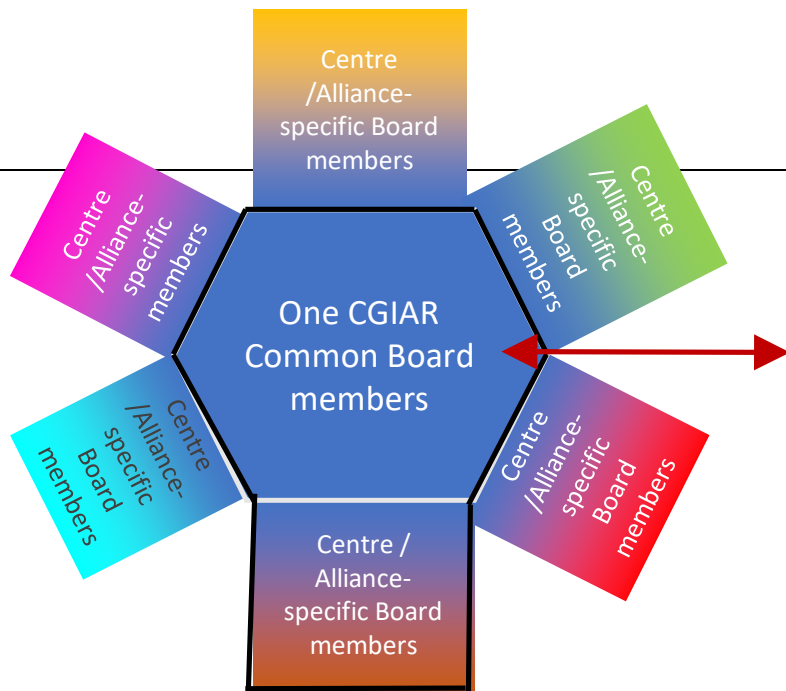 Centre
/Alliance-
specific Board
members
Centre
/Alliance-
specific
members
Centre
/Alliance-
specific
Board
members
One CGIAR
Common Board
members
Centre
/Alliance-
specific
Board
members
Centre
/Alliance-
specific
Board
members
Centre /
Alliance-
specific Board
members